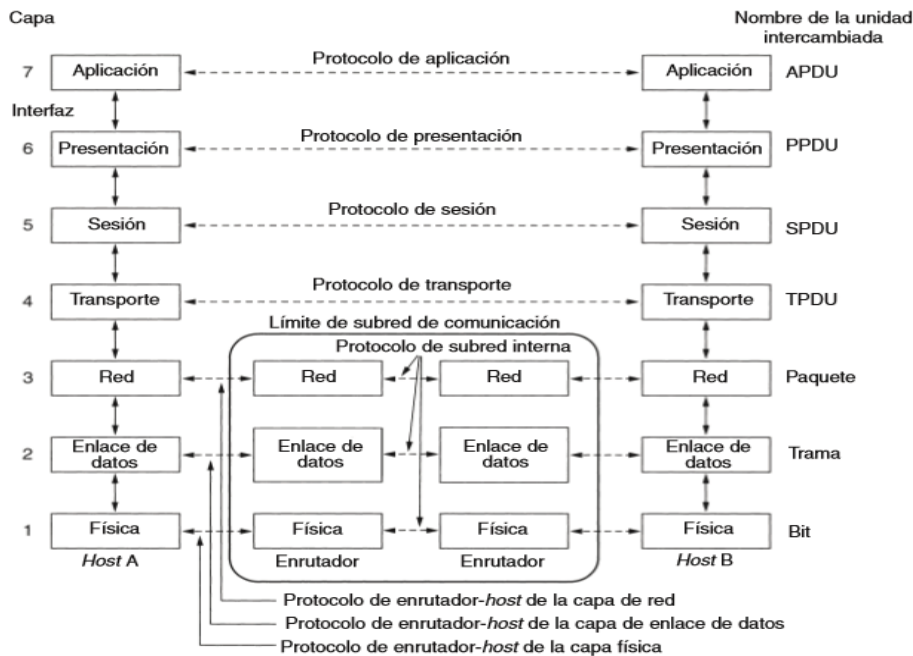 Capa
Nombre de la unidad
intercambiada
7
Aplicación
Protocolo de aplicación
Aplicación
APDU
Interfaz
6
Presentación
Protocolo de presentación
Presentación
PPDU
5
Sesión
Protocolo de sesión
Sesión
SPDU
4
Transporte
Protocolo de transporte
Transporte
TPDU
Límite de subred de comunicación
Protocolo de subred interna
3
Red
Red
Red
Red
Paquete
2
Enlace de
datos
Enlace de
datos
Enlace de
datos
Enlace de
datos
Trama
1
Física
Física
Física
Física
Bit
Host A
Enrutador
Enrutador
Host B
Protocolo de enrutador-host de la capa de red
Protocolo de enrutador-host de la capa de enlace de datos
Protocolo de enrutador-host de la capa física